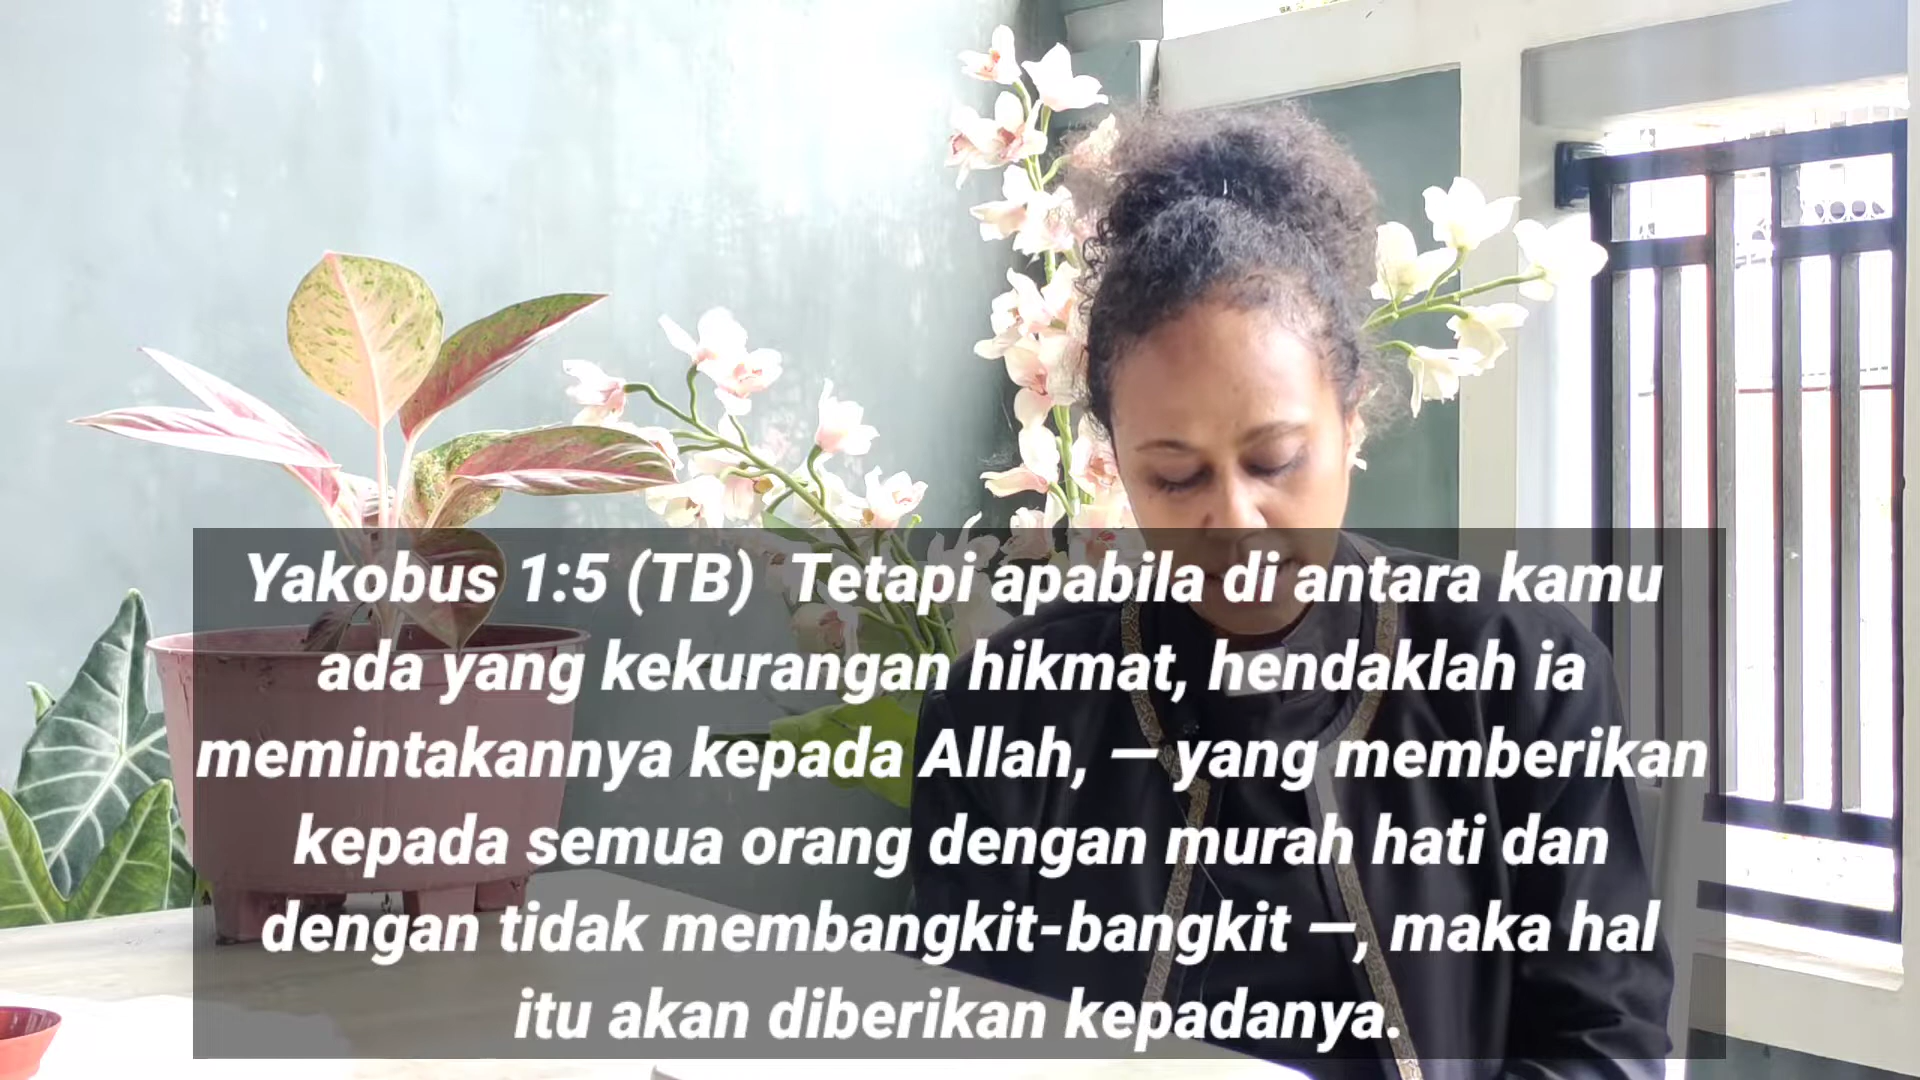 Yakobus 1:5 (TB)  Tetapi apabila di antara kamu
ada yang kekurangan hikmat, hendaklah ia
memintakannya kepada Allah, — yang memberikan
kepada semua orang dengan murah hati dan
dengan tidak membangkit-bangkit —, maka hal
itu akan diberikan kepadanya.